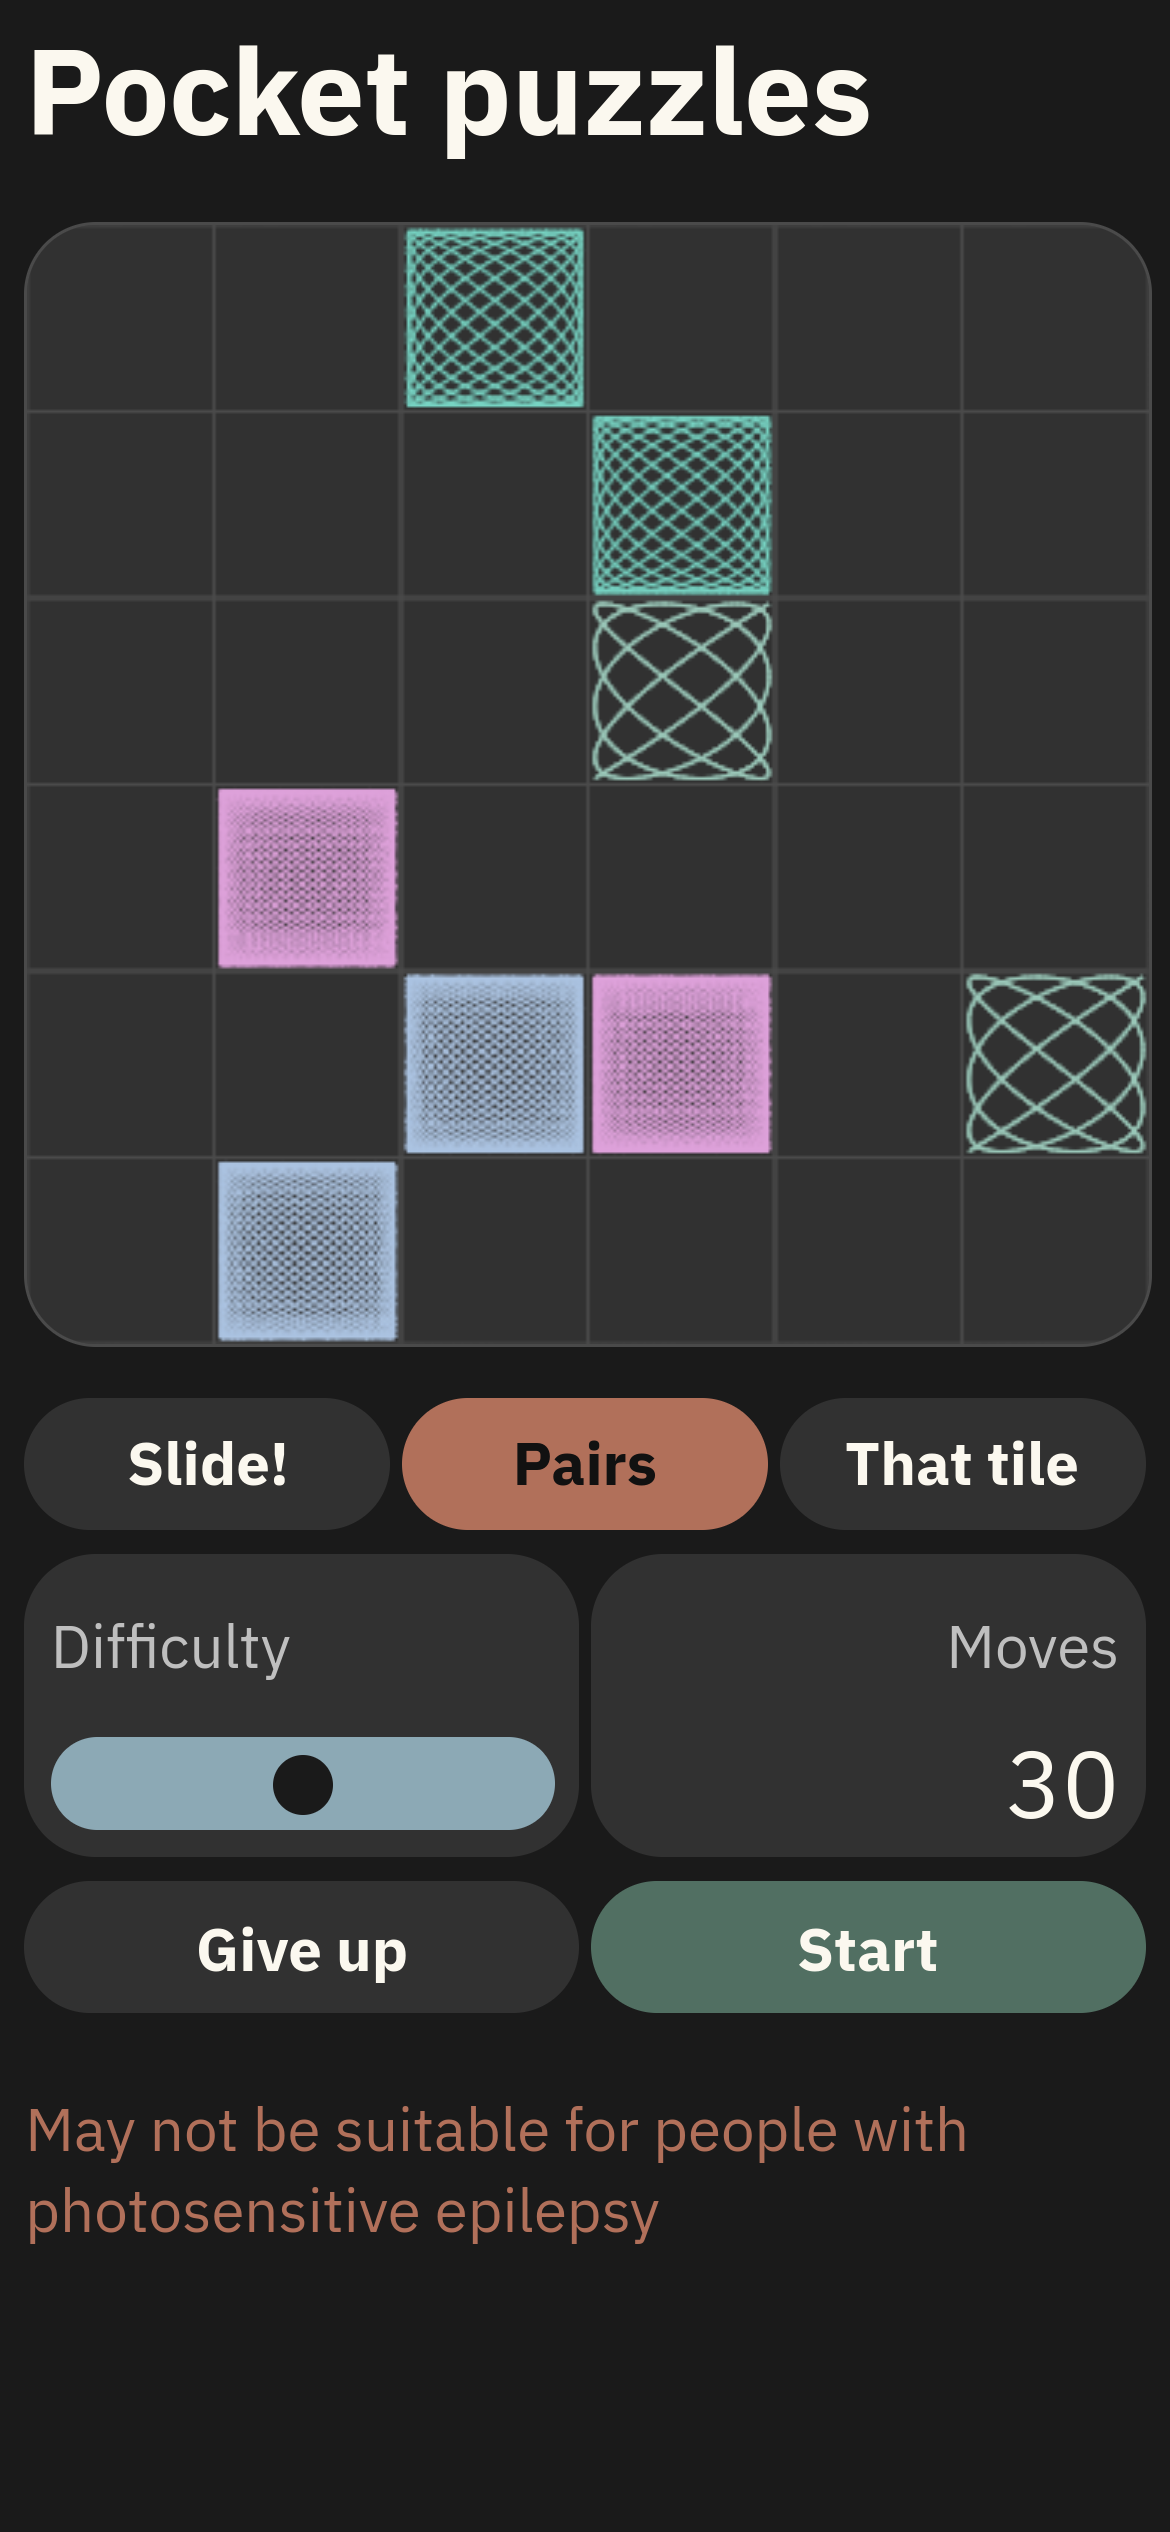 Pocket puzzles
Slide!
Pairs
That tile
Difficulty
Moves
30
Give up
Start
May not be suitable for people with
photosensitive epilepsy